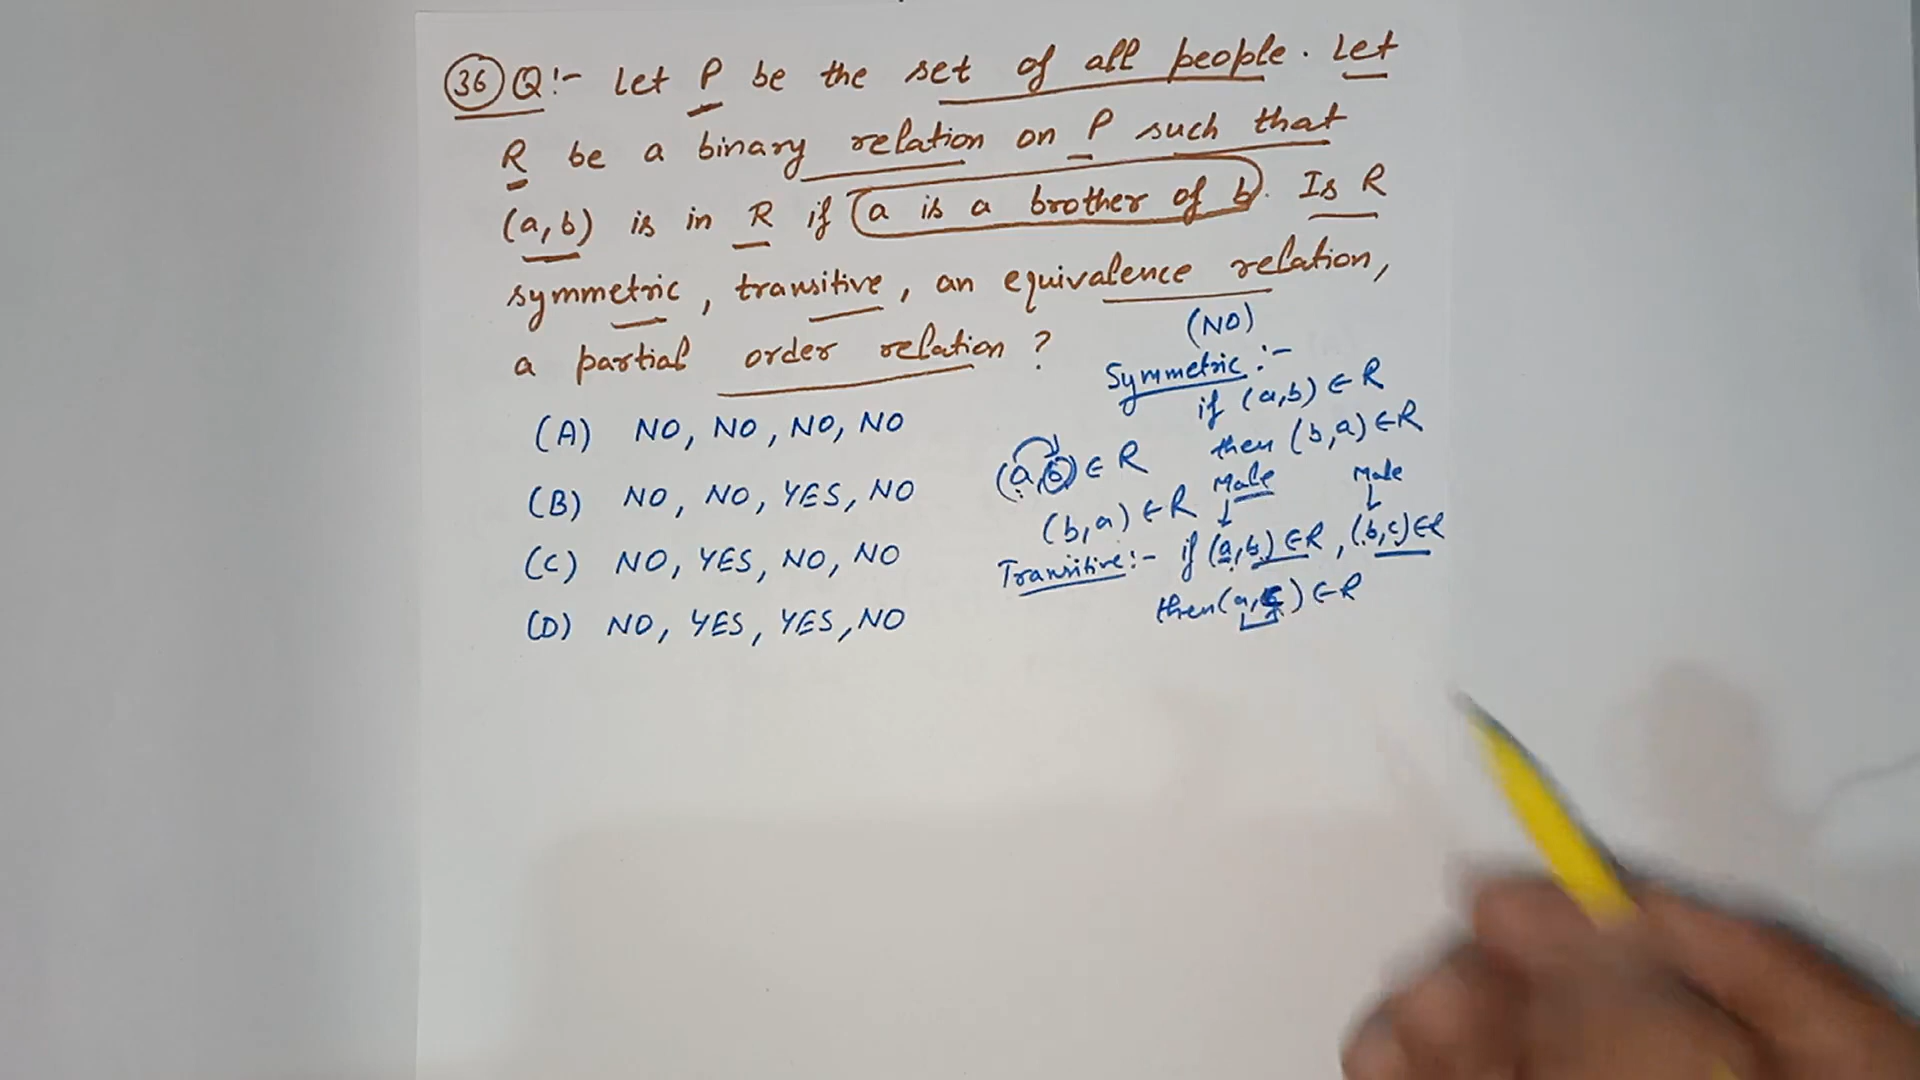 36 Q:- Let P be the set of all people. Let
R be a binary relation on P such that
(a,b) is in R if a is a brother of b. Is R
symmetric, transitive, an equivalence relation,
a partial order relation?
(A) NO, NO, NO, NO
(B) NO, NO, YES, NO
(C) NO, YES, NO, NO
(D) NO, YES, YES, NO
(NO)
Symmetric:-
if (a,b) ∈ R
then (b,a) ∈ R
(a,b) ∈ R
(b,a) ∈ R
Male Male
Transitive:- if (a,b) ∈ R, (b,c) ∈ R
then (a,c) ∈ R